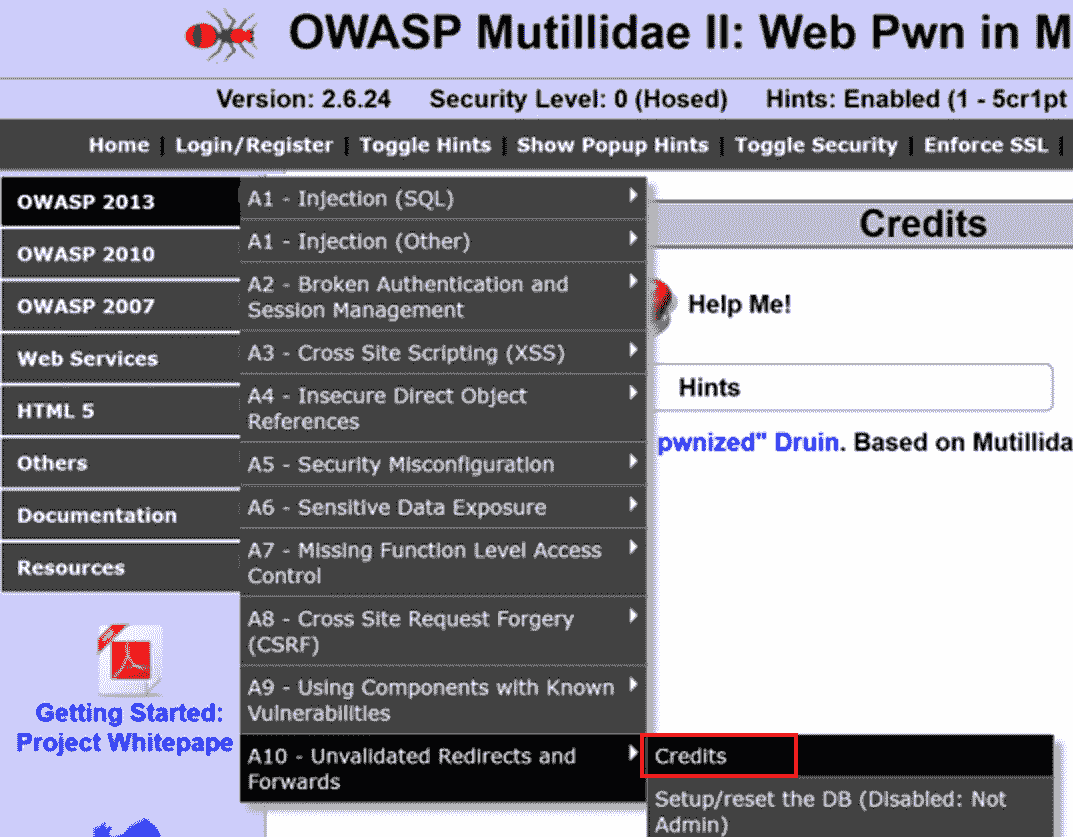 OWASP Mutillidae II: Web Pwn in M
Version: 2.6.24 Security Level: 0 (Hosed) Hints: Enabled (1 - 5cr1pt
Home | Login/Register | Toggle Hints | Show Popup Hints | Toggle Security | Enforce SSL |
OWASP 2013
OWASP 2010
OWASP 2007
Web Services
HTML 5
Others
Documentation
Resources
Getting Started:
Project Whitepape
A1 - Injection (SQL)
A1 - Injection (Other)
A2 - Broken Authentication and
Session Management
A3 - Cross Site Scripting (XSS)
A4 - Insecure Direct Object
References
A5 - Security Misconfiguration
A6 - Sensitive Data Exposure
A7 - Missing Function Level Access
Control
A8 - Cross Site Request Forgery
(CSRF)
A9 - Using Components with Known
Vulnerabilities
A10 - Unvalidated Redirects and
Forwards
Credits
Setup/reset the DB (Disabled: Not
Admin)
Credits
Help Me!
Hints
pwnized" Druin. Based on Mutillida